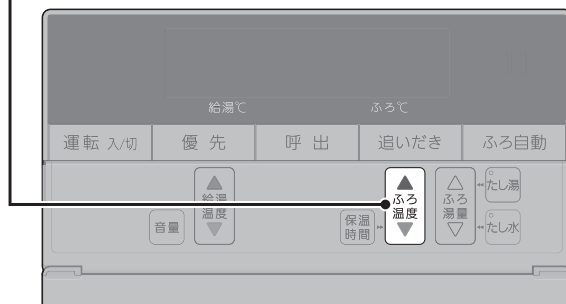 給湯℃ ふろ℃
運転 入/切 優先 呼出 追いだき ふろ自動
給湯温度 ふろ温度 ふろ湯量 たし湯
音量 保温時間 たし水